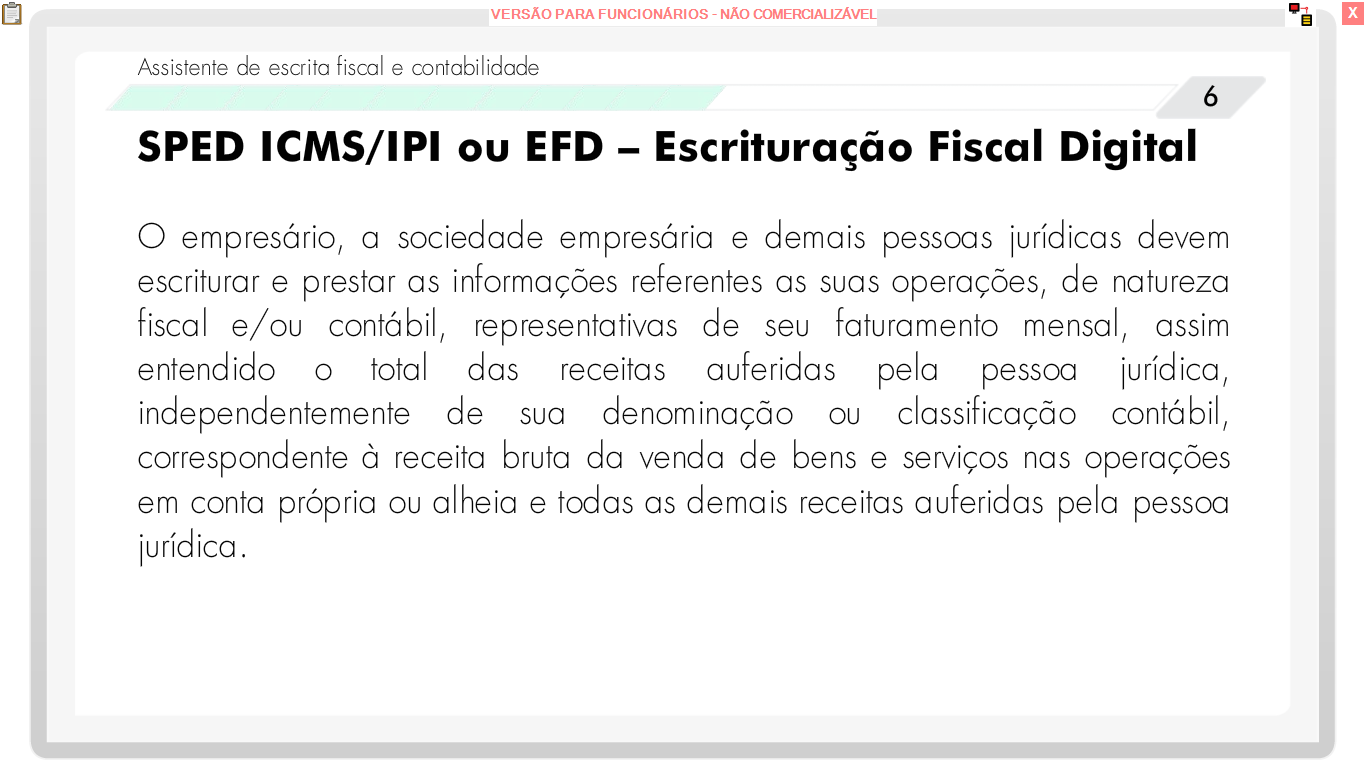 VERSÃO PARA FUNCIONÁRIOS - NÃO COMERCIALIZÁVEL
X
Assistente de escrita fiscal e contabilidade
6
SPED ICMS/IPI ou EFD – Escrituração Fiscal Digital
O empresário, a sociedade empresária e demais pessoas jurídicas devem
escriturar e prestar as informações referentes as suas operações, de natureza
fiscal e/ou contábil, representativas de seu faturamento mensal, assim
entendido o total das receitas auferidas pela pessoa jurídica,
independentemente de sua denominação ou classificação contábil,
correspondente à receita bruta da venda de bens e serviços nas operações
em conta própria ou alheia e todas as demais receitas auferidas pela pessoa
jurídica.